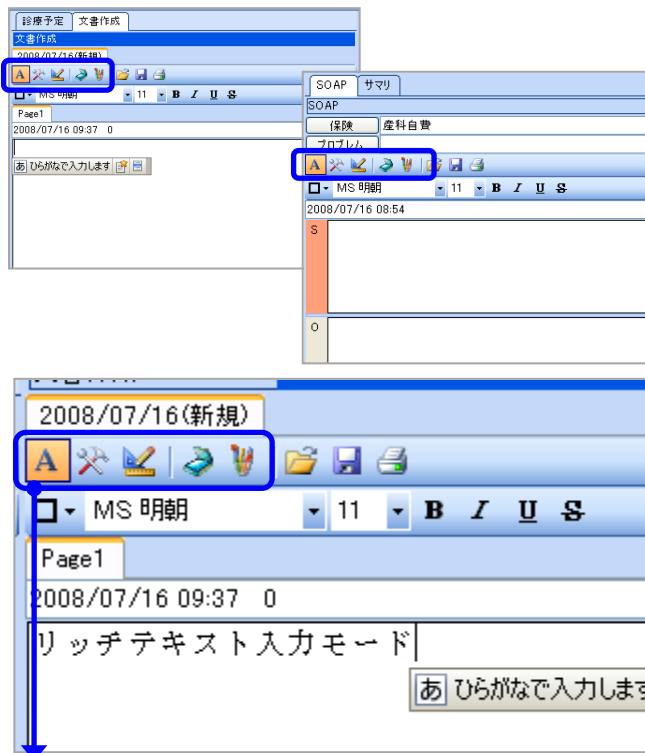 診療予定 文書作成
文書作成
2008/07/16(新規)
A
MS 明朝 11 B I U S
Page1
2008/07/16 09:37 0
あ ひらがなで入力します
SOAP サマリ
SOAP
保険 産科自費
プロブレム
A
MS 明朝 11 B I U S
2008/07/16 08:54
S
O
2008/07/16(新規)
A
MS 明朝 11 B I U S
Page1
2008/07/16 09:37 0
リッチテキスト入力モード
あ ひらがなで入力します